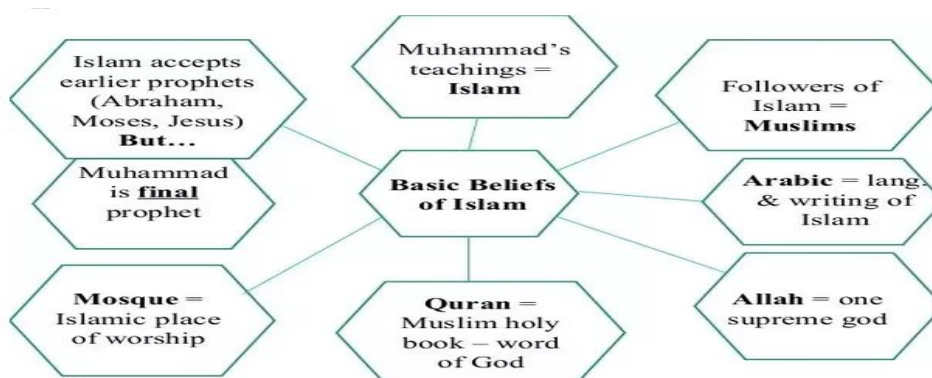 Islam accepts
earlier prophets
(Abraham,
Moses, Jesus)
But...
Muhammad
is final
prophet
Muhammad's
teachings =
Islam
Followers of
Islam =
Muslims
Basic Beliefs
of Islam
Arabic = lang.
& writing of
Islam
Mosque =
Islamic place
of worship
Quran =
Muslim holy
book – word
of God
Allah = one
supreme god